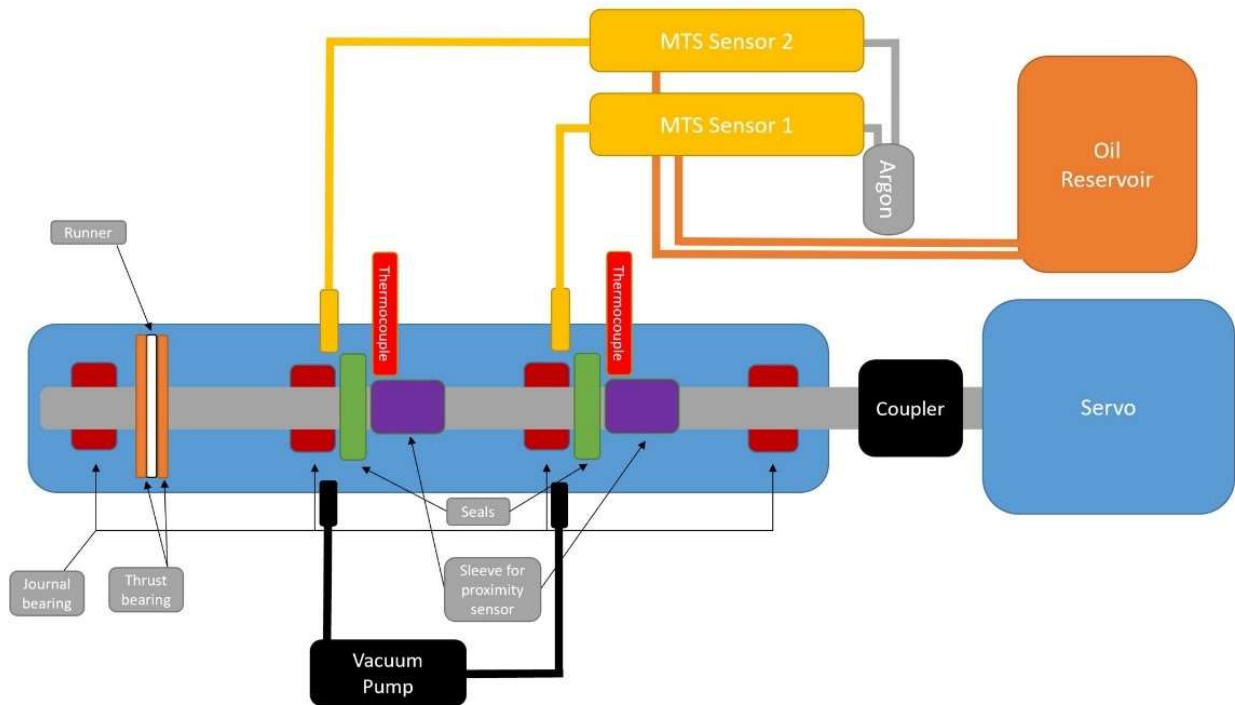 MTS Sensor 2
MTS Sensor 1
Argon
Oil
Reservoir
Runner
Thermocouple
Thermocouple
Coupler
Servo
Seals
Journal
bearing
Thrust
bearing
Sleeve for
proximity
sensor
Vacuum
Pump